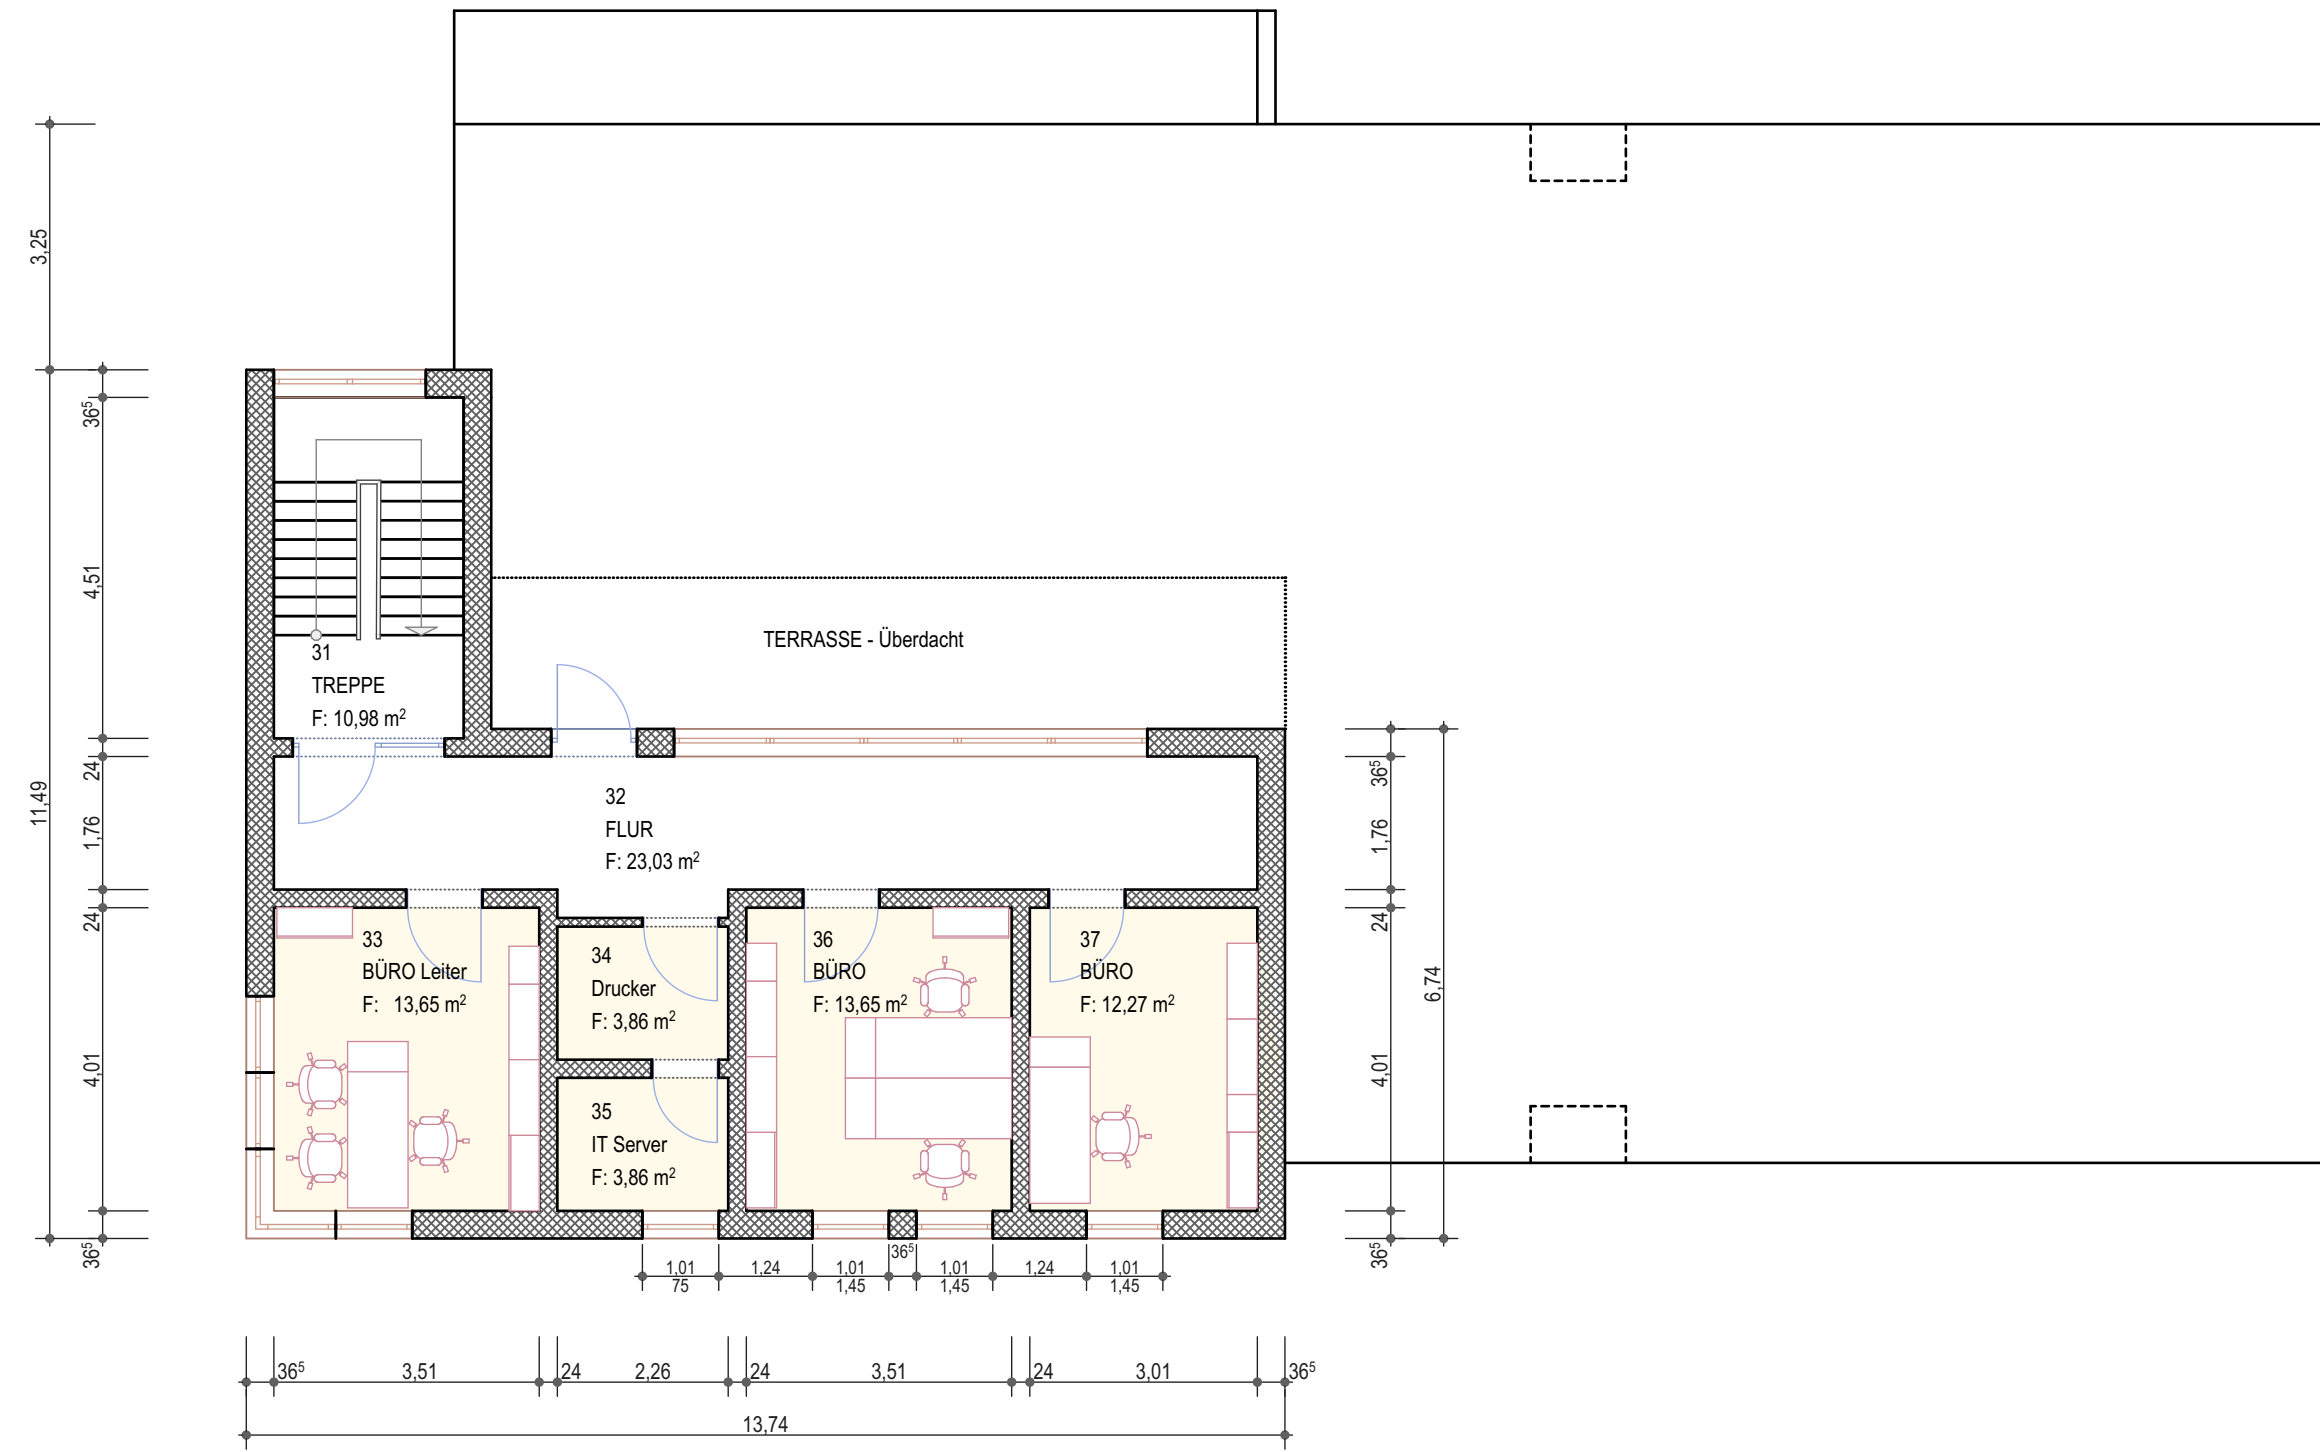 3,25
11,49
36⁵
4,51
24
1,76
24
4,01
36⁵
31
TREPPE
F: 10,98 m²
TERRASSE - Überdacht
32
FLUR
F: 23,03 m²
33
BÜRO Leiter
F: 13,65 m²
34
Drucker
F: 3,86 m²
35
IT Server
F: 3,86 m²
36
BÜRO
F: 13,65 m²
37
BÜRO
F: 12,27 m²
36⁵
1,76
24
4,01
36⁵
6,74
36⁵
1,01 1,24 1,01 1,01 1,24 1,01
75 1,45 1,45 1,45
36⁵ 3,51 24 2,26 24 3,51 24 3,01 36⁵
13,74